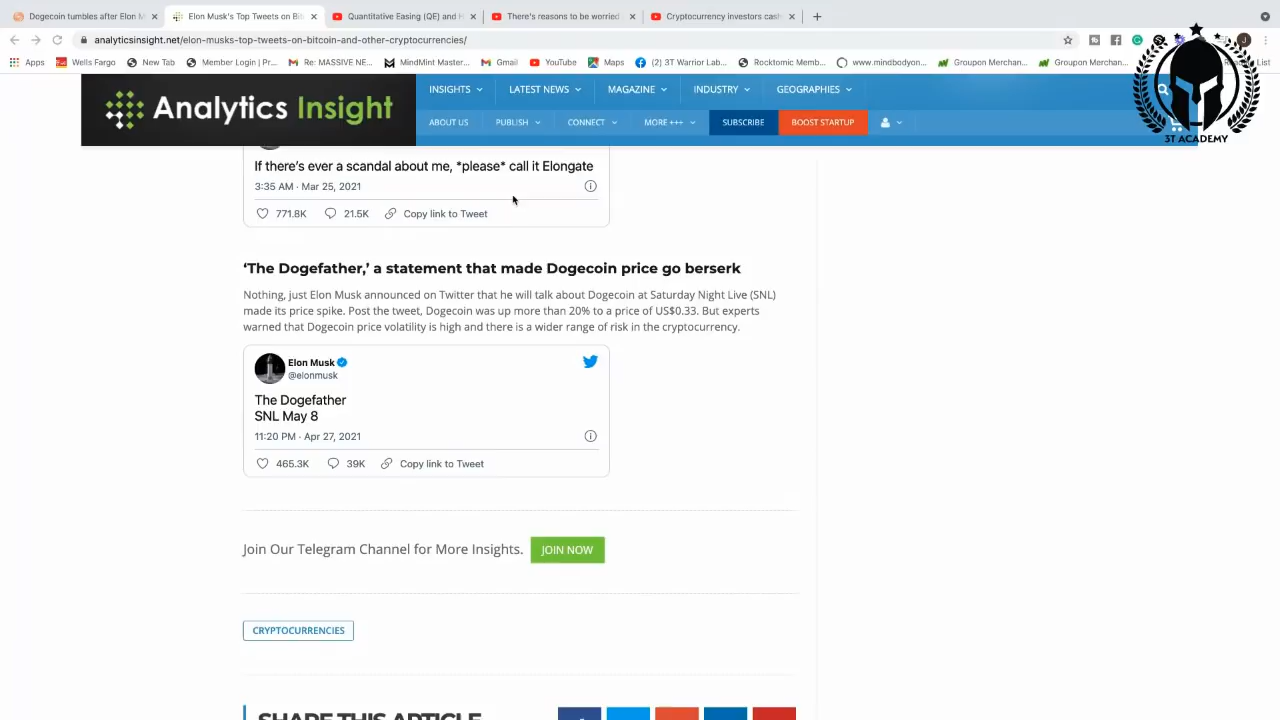 Dogecoin tumbles after Elon M
Elon Musk's Top Tweets on Bit
Quantitative Easing (QE) and H
There's reasons to be worried
Cryptocurrency investors cash
analyticsinsight.net/elon-musks-top-tweets-on-bitcoin-and-other-cryptocurrencies/
J
Apps
Wells Fargo
New Tab
Member Login | Pr...
Re: MASSIVE NE...
MindMint Master...
Gmail
YouTube
Maps
(2) 3T Warrior Lab...
Rocktomic Memb...
www.mindbodyon...
Groupon Merchan...
Groupon Merchan...
List
3T ACADEMY
Analytics Insight
INSIGHTS
LATEST NEWS
MAGAZINE
INDUSTRY
GEOGRAPHIES
ABOUT US
PUBLISH
CONNECT
MORE +++
SUBSCRIBE
BOOST STARTUP
If there's ever a scandal about me, *please* call it Elongate
3:35 AM · Mar 25, 2021
771.8K
21.5K
Copy link to Tweet
‘The Dogefather,’ a statement that made Dogecoin price go berserk
Nothing, just Elon Musk announced on Twitter that he will talk about Dogecoin at Saturday Night Live (SNL)
made its price spike. Post the tweet, Dogecoin was up more than 20% to a price of US$0.33. But experts
warned that Dogecoin price volatility is high and there is a wider range of risk in the cryptocurrency.
Elon Musk
@elonmusk
The Dogefather
SNL May 8
11:20 PM · Apr 27, 2021
465.3K
39K
Copy link to Tweet
Join Our Telegram Channel for More Insights.
JOIN NOW
CRYPTOCURRENCIES
SHARE THIS ARTICLE